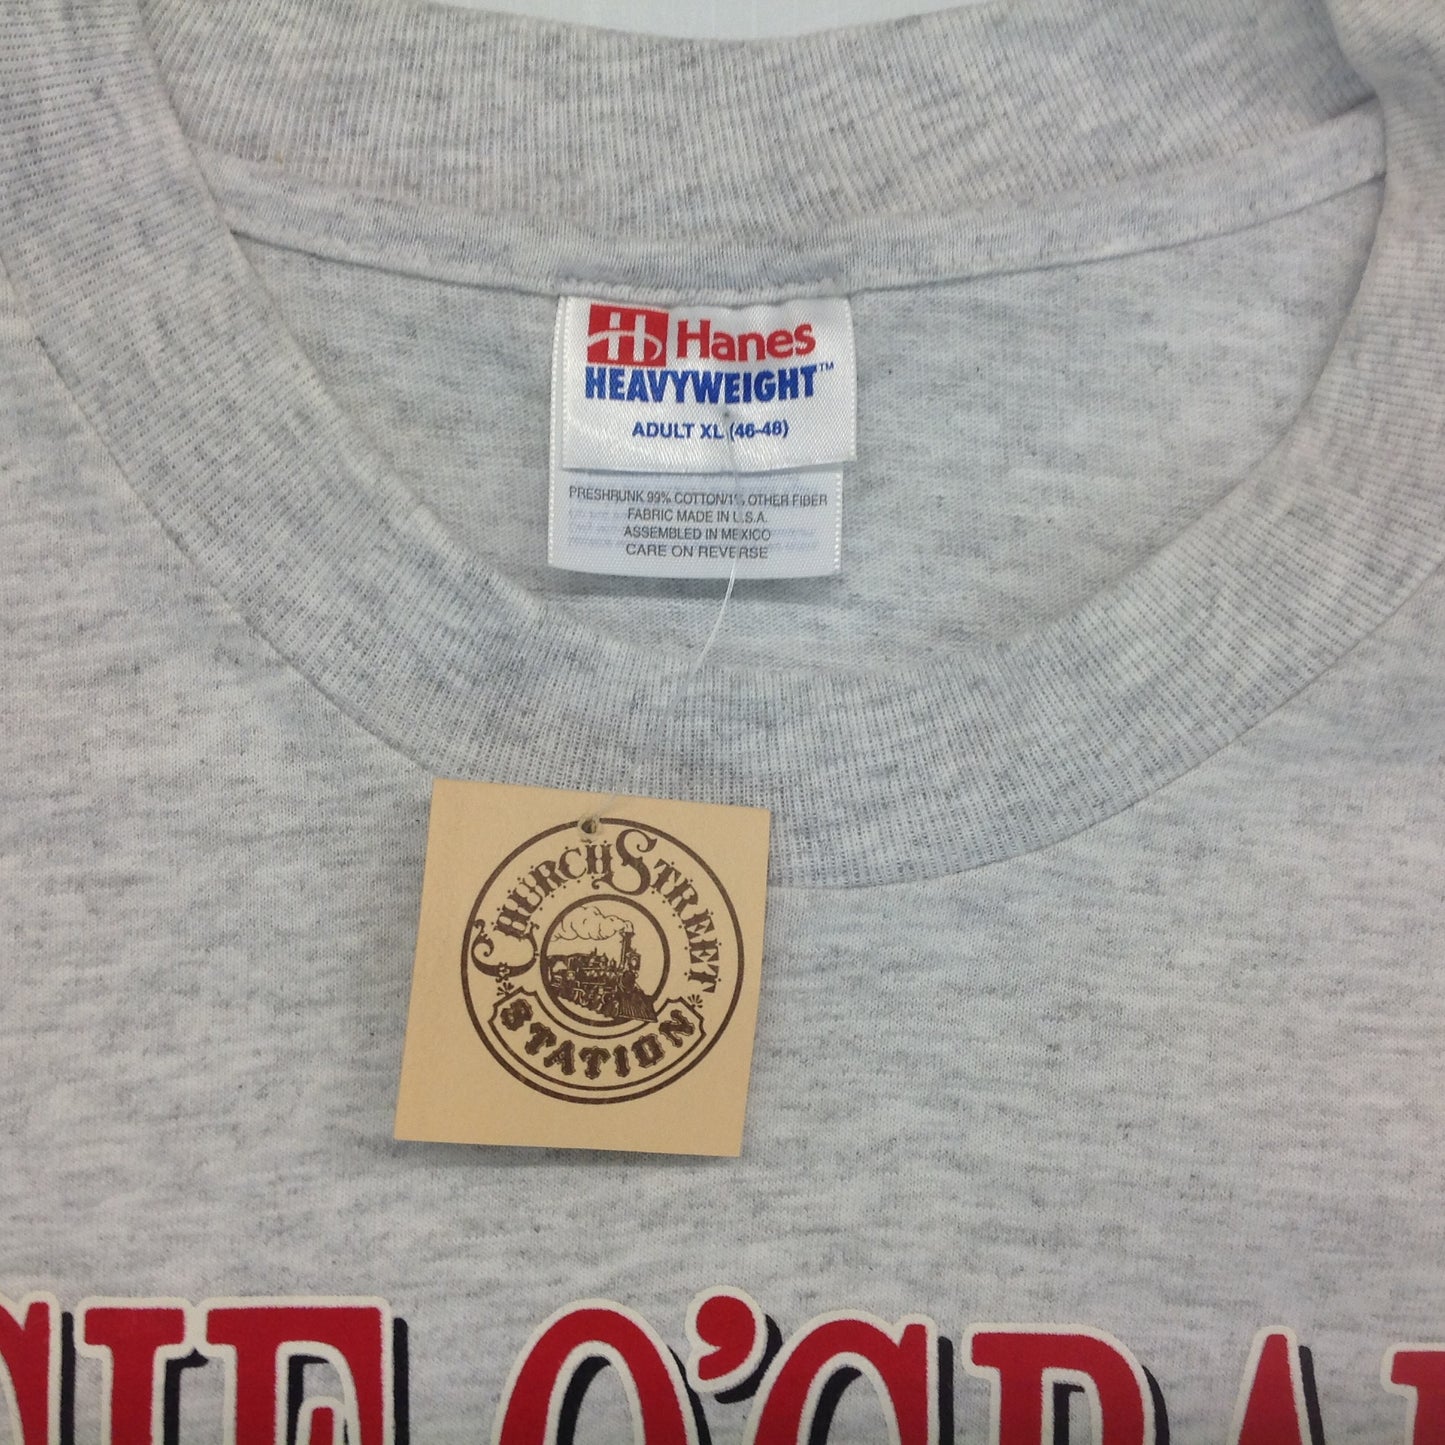 Hanes
HEAVYWEIGHT™
ADULT XL (46-48)
PRESHRUNK 99% COTTON/1% OTHER FIBER
FABRIC MADE IN U.S.A.
ASSEMBLED IN MEXICO
CARE ON REVERSE
CHURCH STREET
STATION
O'GRA